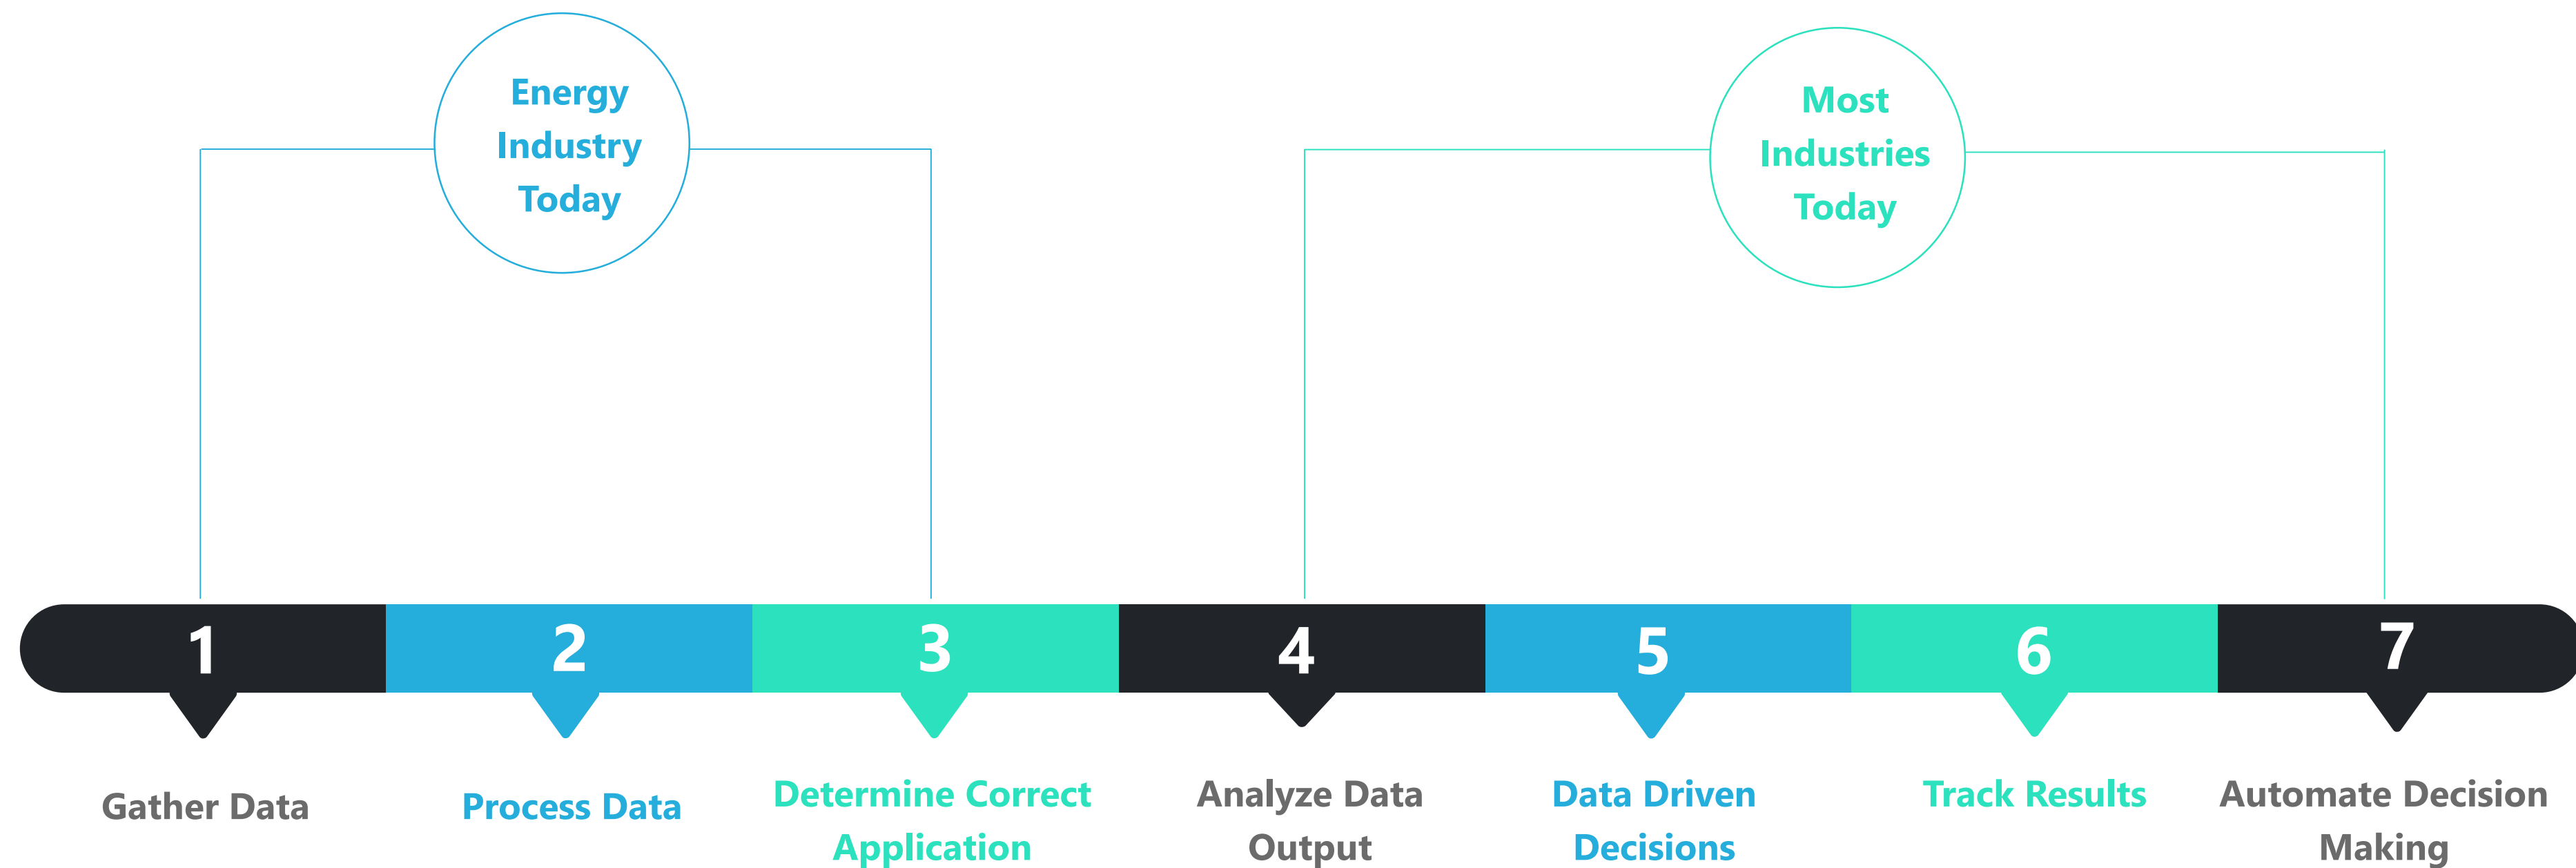 Energy
Industry
Today
Most
Industries
Today
1
2
3
4
5
6
7
Gather Data
Process Data
Determine Correct
Application
Analyze Data
Output
Data Driven
Decisions
Track Results
Automate Decision
Making